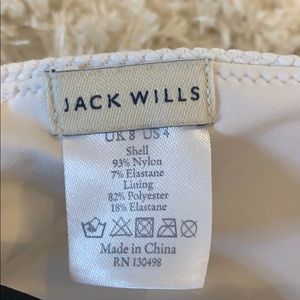 JACK WILLS
UK 8 US 4
Shell
93% Nylon
7% Elastane
Lining
82% Polyester
18% Elastane
Made in China
RN 130498